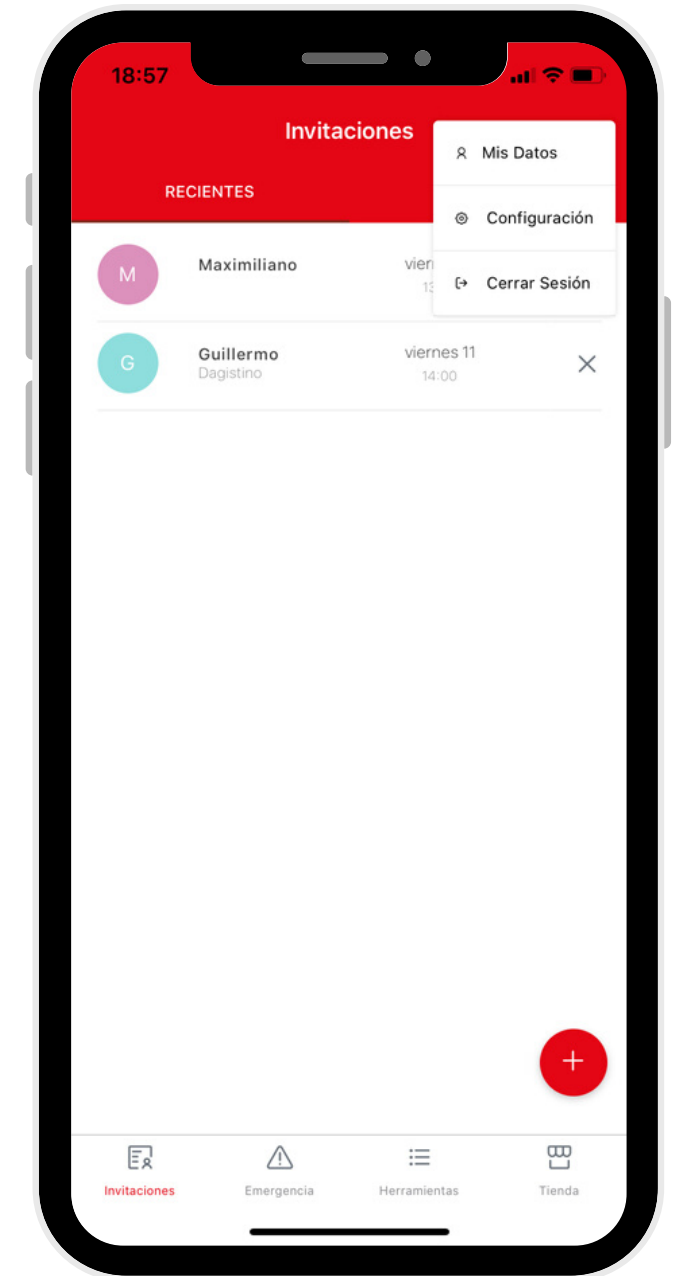 18:57
Invitaciones
Mis Datos
RECIENTES
Configuración
M
Maximiliano
Cerrar Sesión
G
Guillermo
viernes 11
Dagistino
14:00
+
Invitaciones
Emergencia
Herramientas
Tienda